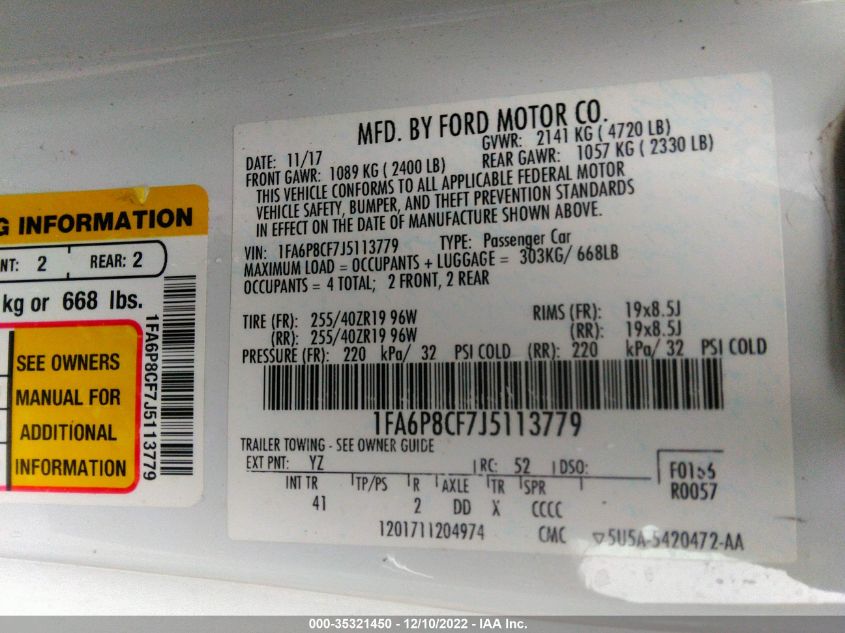 G INFORMATION
NT: 2 REAR: 2
kg or 668 lbs.
SEE OWNERS
MANUAL FOR
ADDITIONAL
INFORMATION
1FA6P8CF7J5113779
MFD. BY FORD MOTOR CO.
DATE: 11/17 GVWR: 2141 KG ( 4720 LB)
FRONT GAWR: 1089 KG ( 2400 LB) REAR GAWR: 1057 KG ( 2330 LB)
THIS VEHICLE CONFORMS TO ALL APPLICABLE FEDERAL MOTOR
VEHICLE SAFETY, BUMPER, AND THEFT PREVENTION STANDARDS
IN EFFECT ON THE DATE OF MANUFACTURE SHOWN ABOVE.
VIN: 1FA6P8CF7J5113779 TYPE: Passenger Car
MAXIMUM LOAD = OCCUPANTS + LUGGAGE = 303KG/ 668LB
OCCUPANTS = 4 TOTAL; 2 FRONT, 2 REAR
TIRE (FR): 255/40ZR19 96W RIMS (FR): 19x8.5J
(RR): 255/40ZR19 96W (RR): 19x8.5J
PRESSURE (FR): 220 kPa/ 32 PSI COLD (RR): 220 kPa/ 32 PSI COLD
1FA6P8CF7J5113779
TRAILER TOWING - SEE OWNER GUIDE
EXT PNT: YZ RC: 52 DSO:
INT TR TP/PS R AXLE TR SPR
41 2 DD X CCCC
F0156
R0057
1201711204974 CMC ▽5U5A-5420472-AA
000-35321450 - 12/10/2022 - IAA Inc.